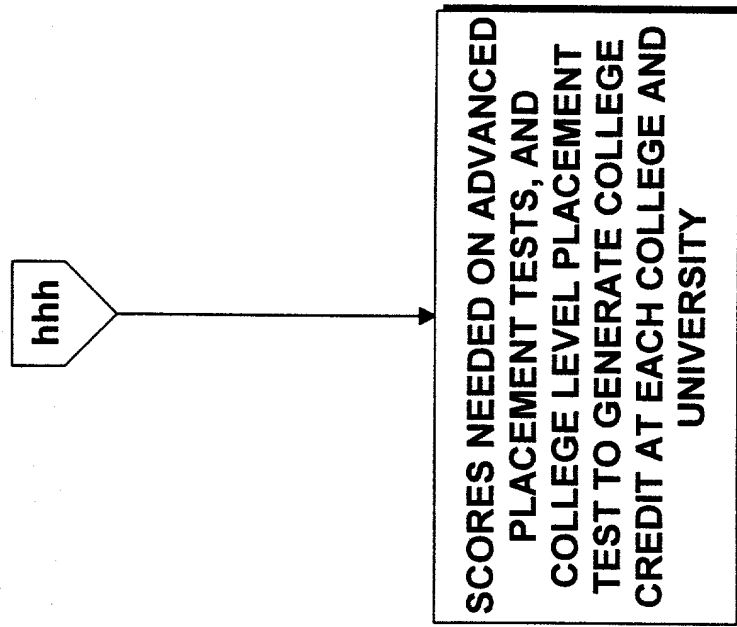 hhh
SCORES NEEDED ON ADVANCED
PLACEMENT TESTS, AND
COLLEGE LEVEL PLACEMENT
TEST TO GENERATE COLLEGE
CREDIT AT EACH COLLEGE AND
UNIVERSITY